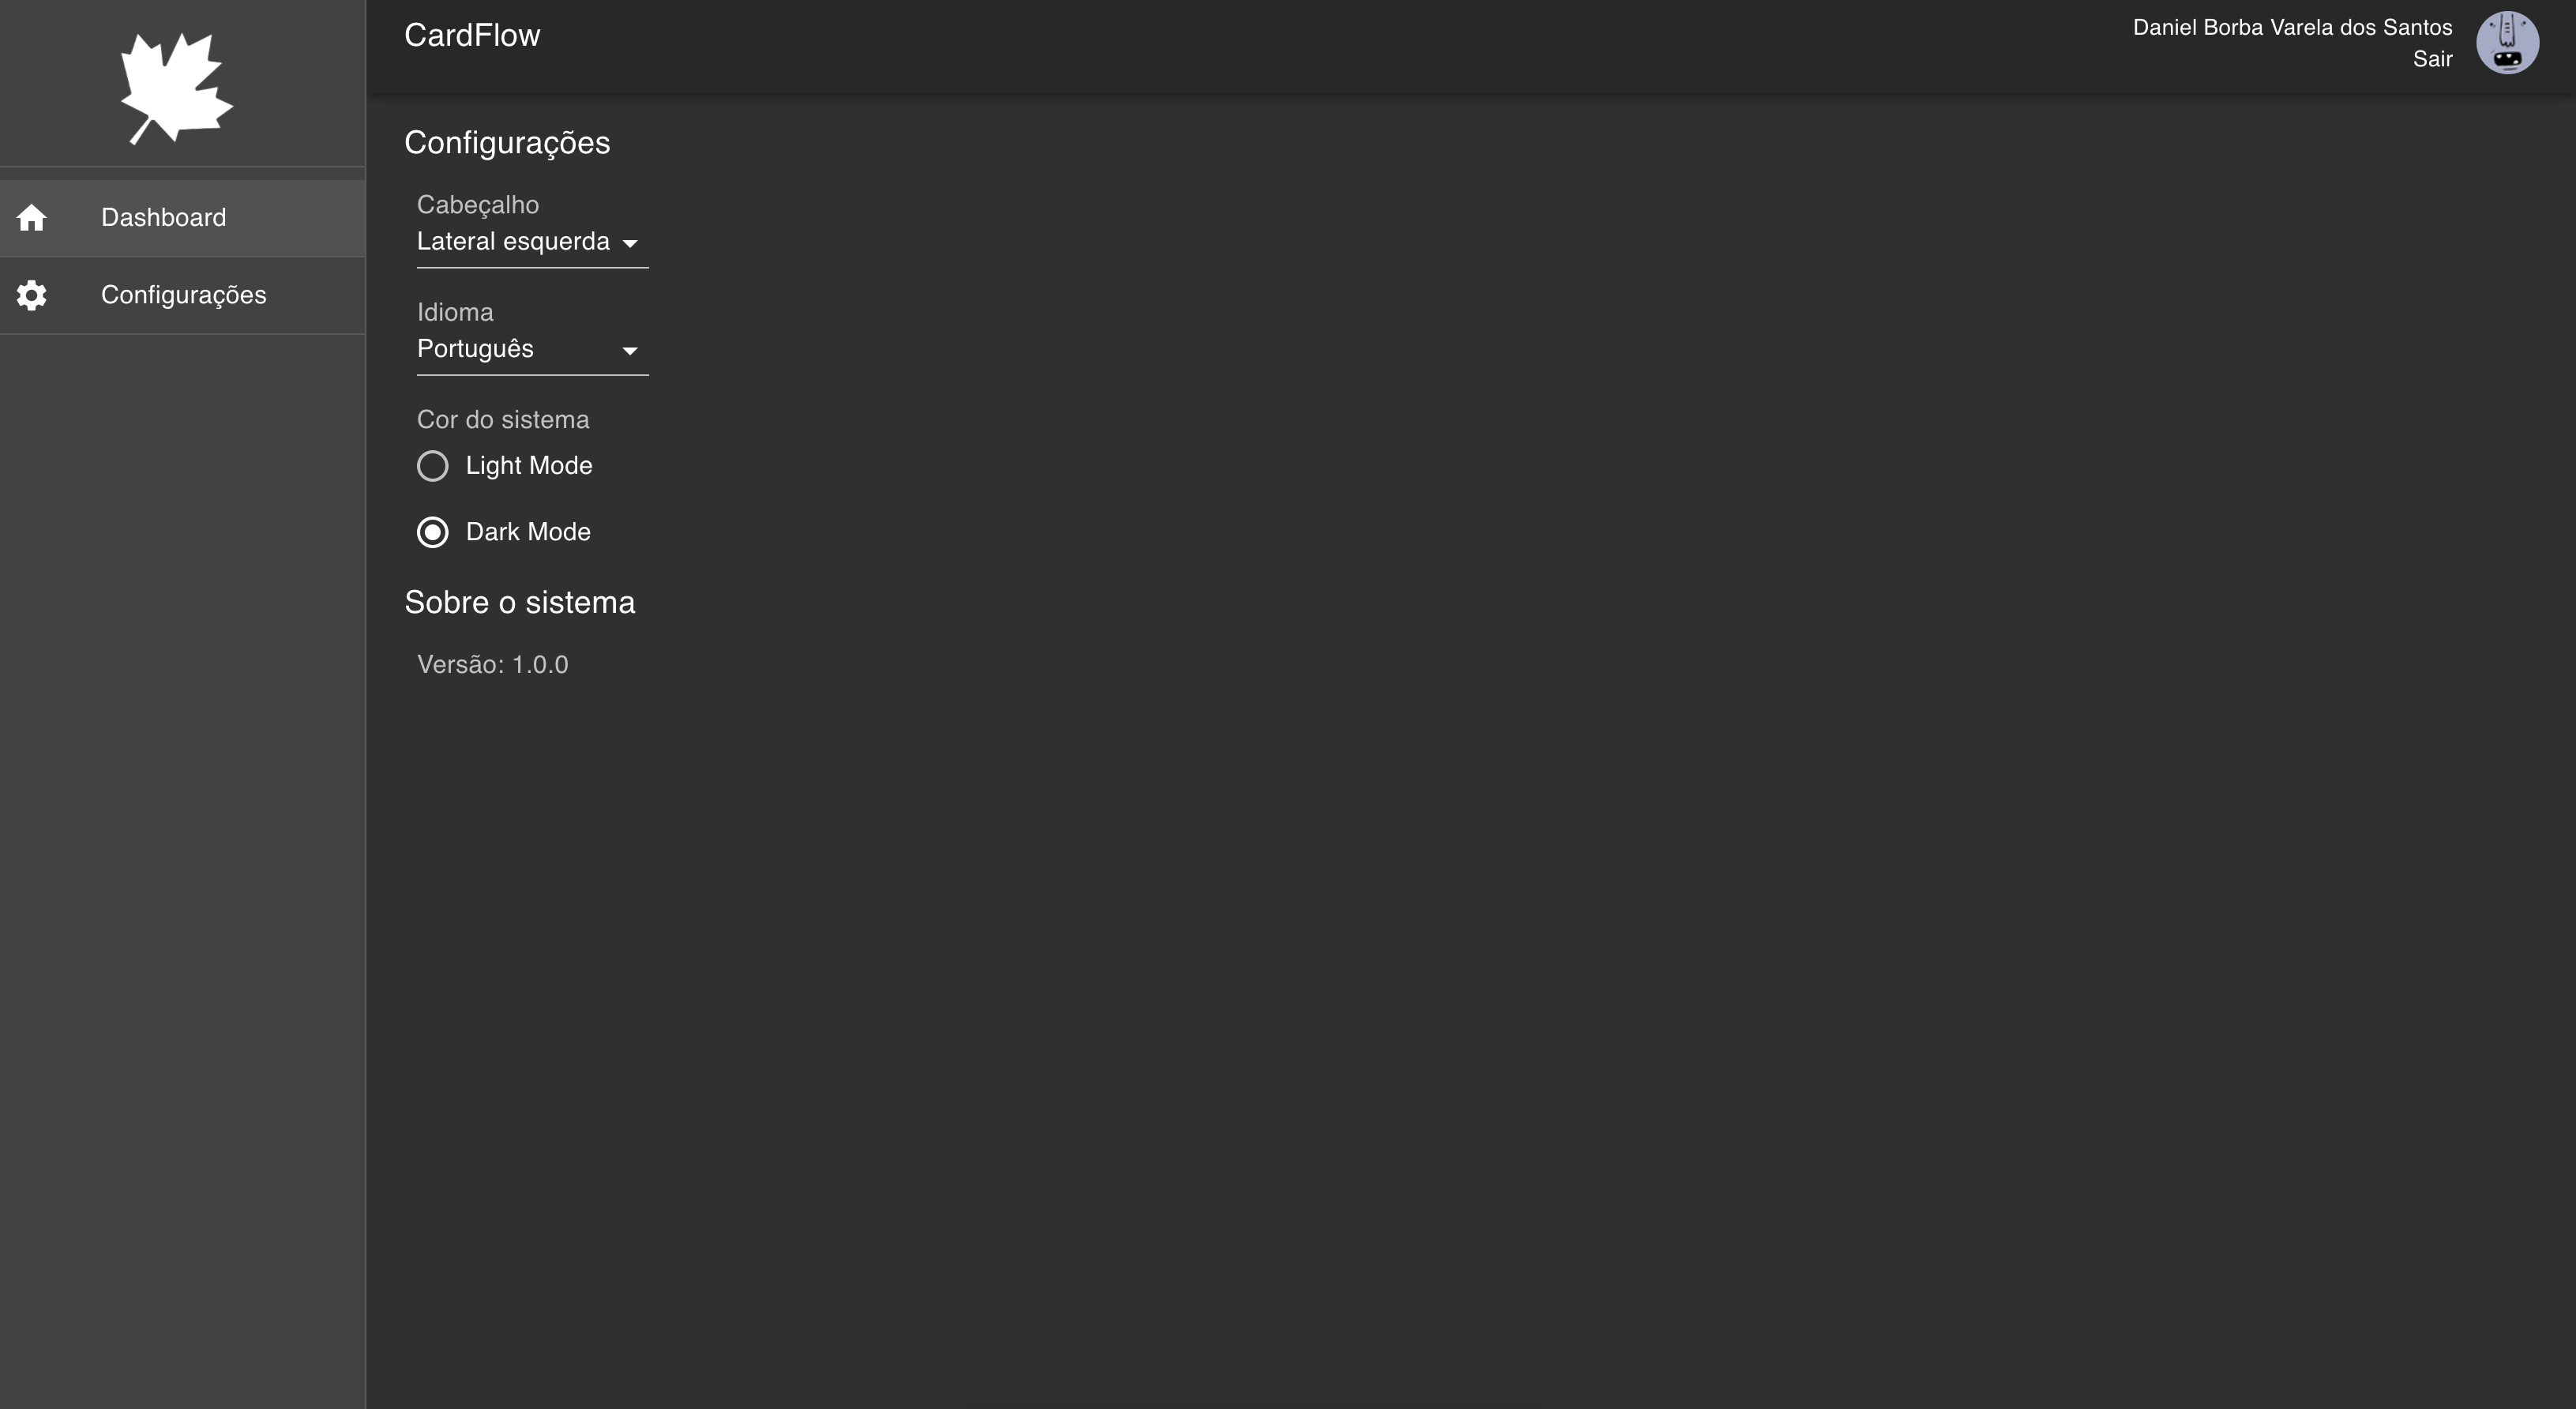 CardFlow
Daniel Borba Varela dos Santos
Sair
Dashboard
Configurações
Configurações
Cabeçalho
Lateral esquerda
Idioma
Português
Cor do sistema
Light Mode
Dark Mode
Sobre o sistema
Versão: 1.0.0